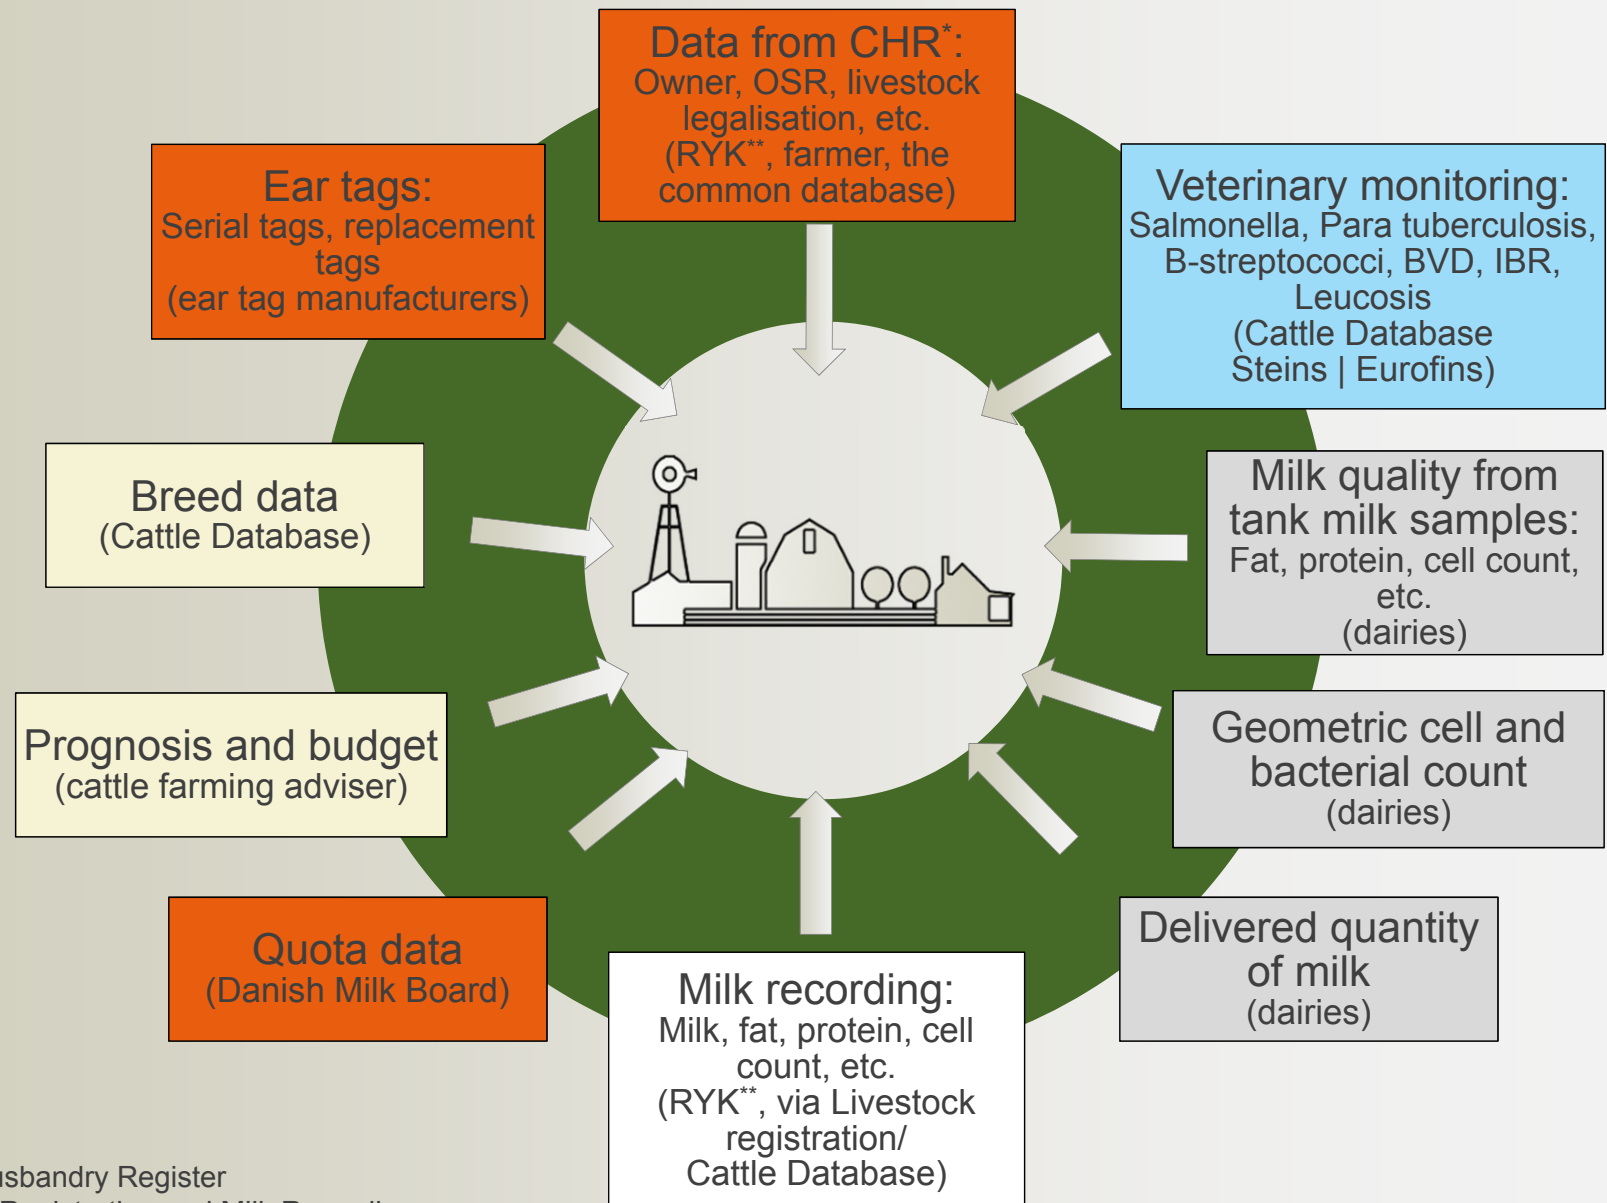 Data from CHR*:
Owner, OSR, livestock
legalisation, etc.
(RYK**, farmer, the
common database)
Ear tags:
Serial tags, replacement
tags
(ear tag manufacturers)
Veterinary monitoring:
Salmonella, Para tuberculosis,
B-streptococci, BVD, IBR,
Leucosis
(Cattle Database
Steins | Eurofins)
Breed data
(Cattle Database)
Milk quality from
tank milk samples:
Fat, protein, cell count,
etc.
(dairies)
Prognosis and budget
(cattle farming adviser)
Geometric cell and
bacterial count
(dairies)
Quota data
(Danish Milk Board)
Milk recording:
Milk, fat, protein, cell
count, etc.
(RYK**, via Livestock
registration/
Cattle Database)
Delivered quantity
of milk
(dairies)
usbandry Register